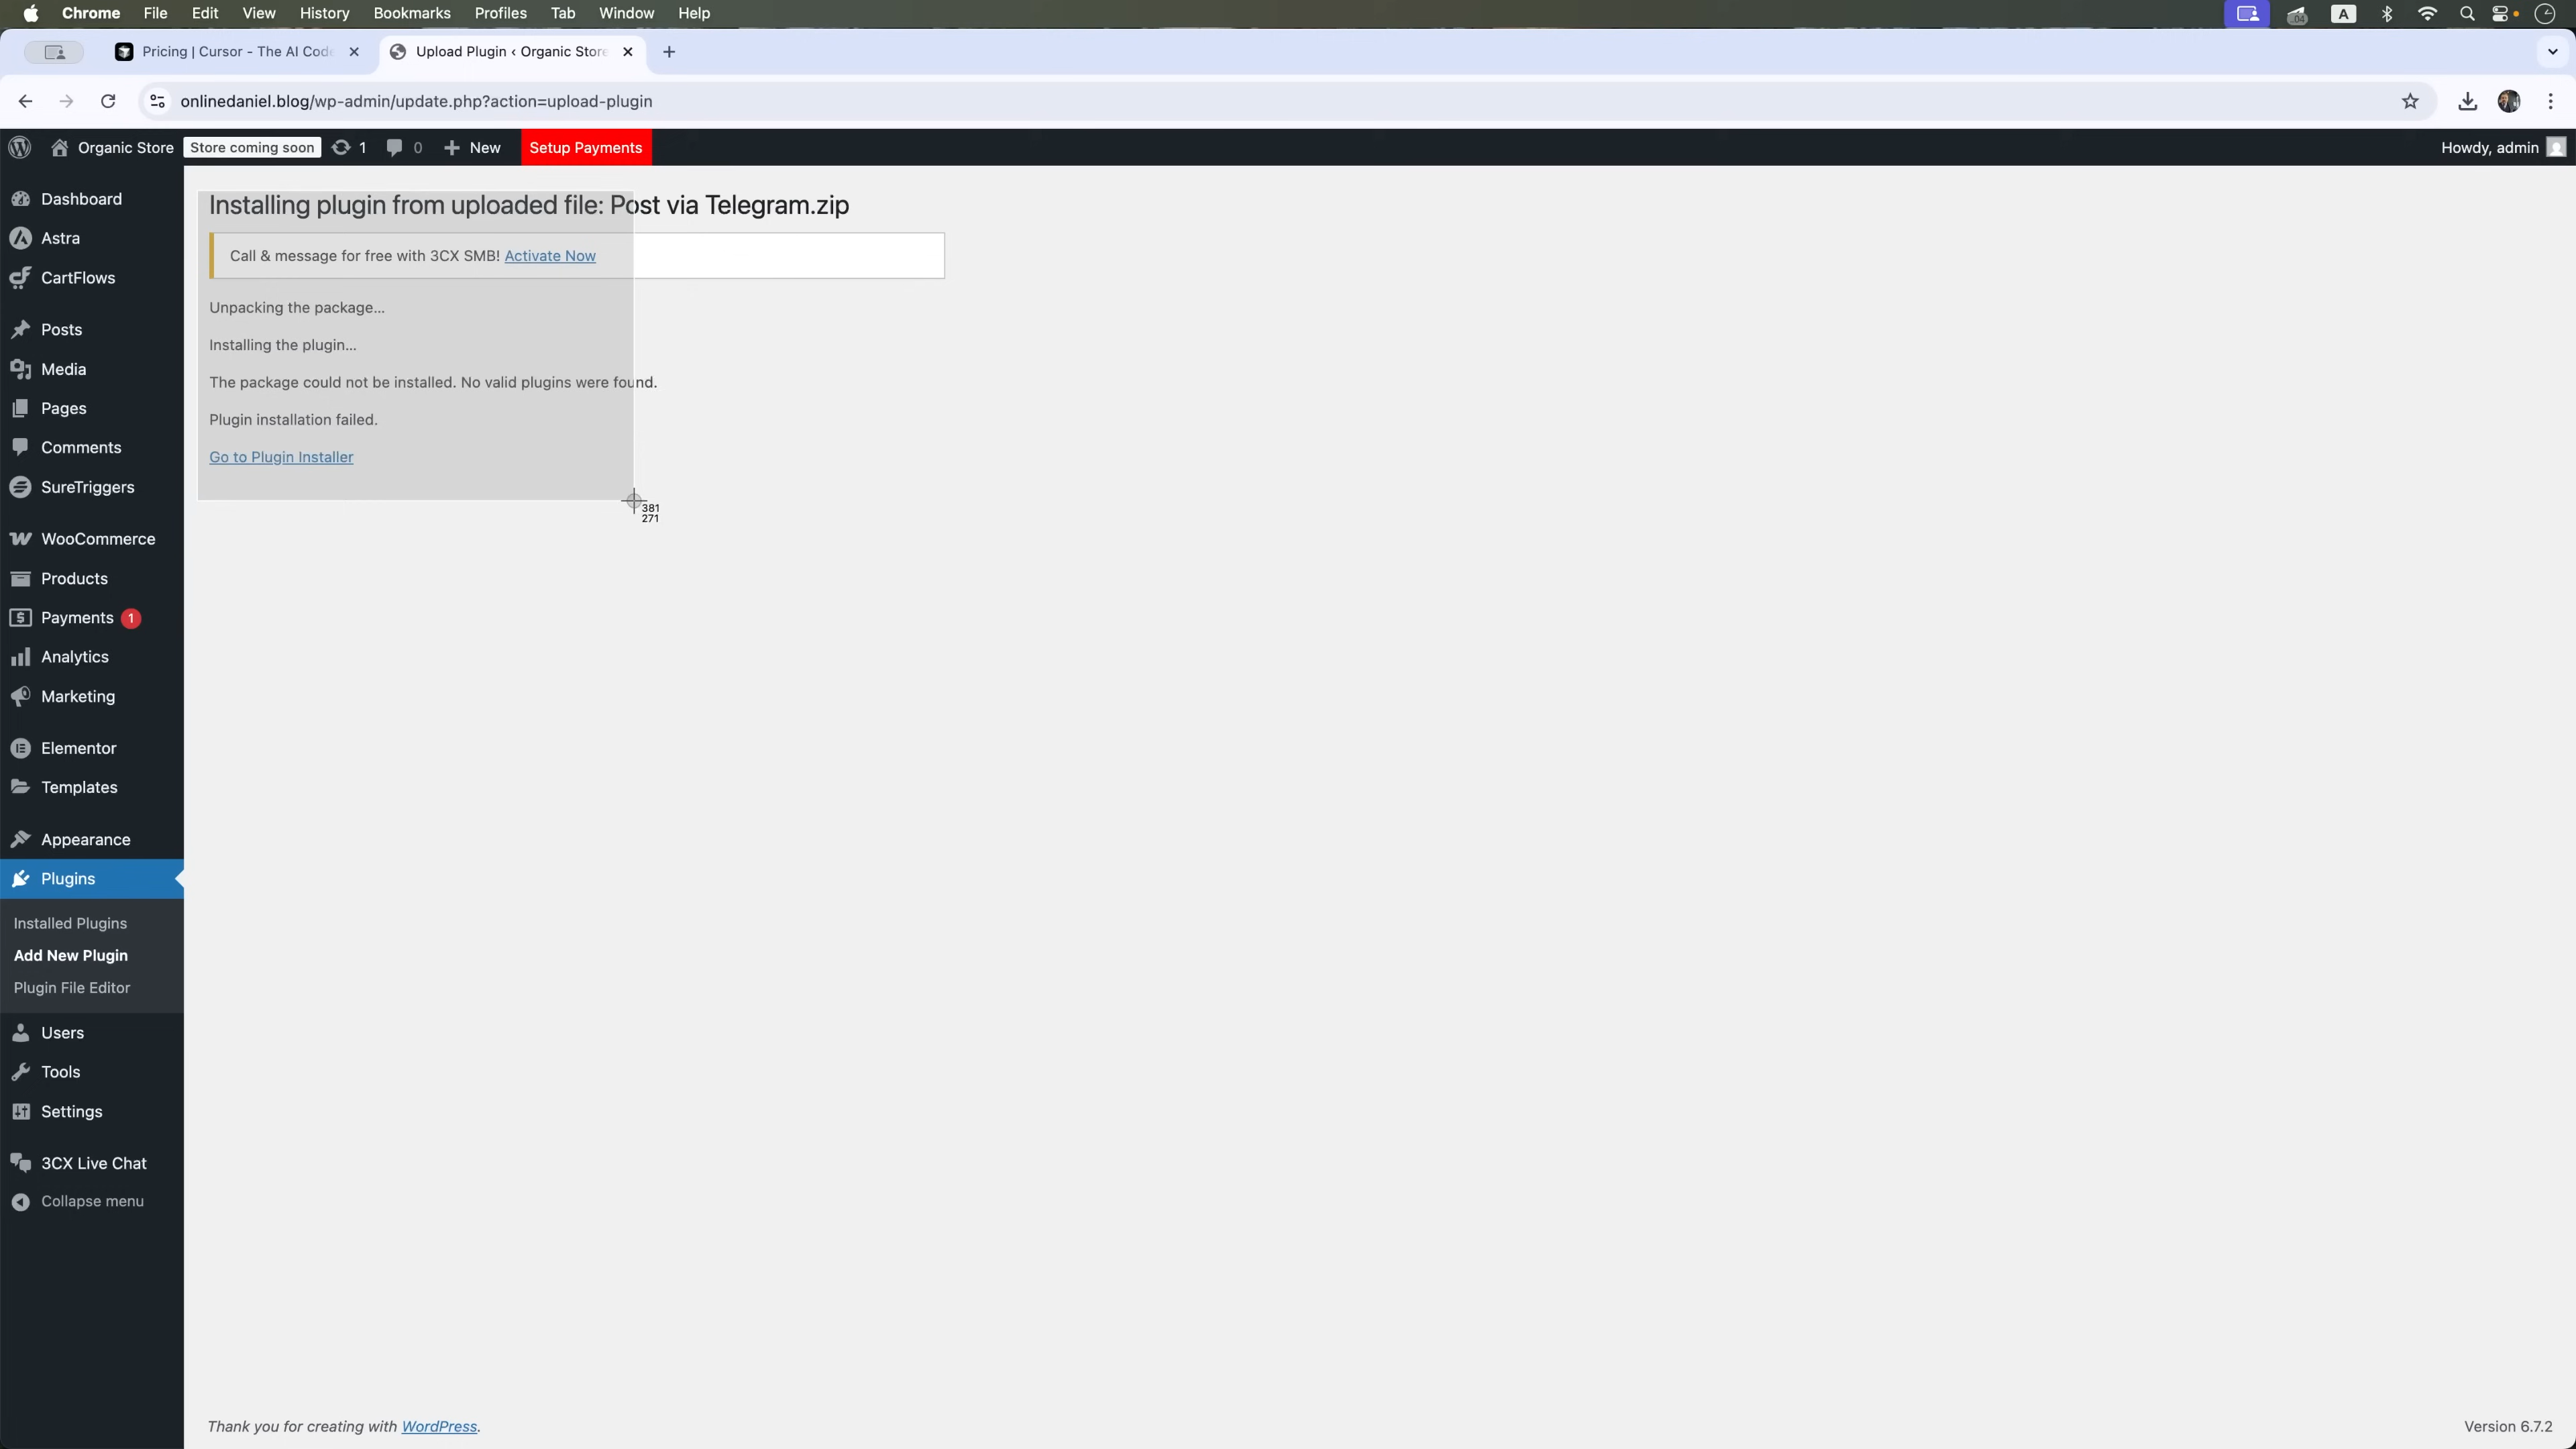 Chrome File Edit View History Bookmarks Profiles Tab Window Help
A
Pricing | Cursor - The AI Code
Upload Plugin ‹ Organic Store
onlinedaniel.blog/wp-admin/update.php?action=upload-plugin
Organic Store Store coming soon 1 0 New Setup Payments Howdy, admin
Dashboard
Astra
CartFlows
Posts
Media
Pages
Comments
SureTriggers
WooCommerce
Products
Payments 1
Analytics
Marketing
Elementor
Templates
Appearance
Plugins
Installed Plugins
Add New Plugin
Plugin File Editor
Users
Tools
Settings
3CX Live Chat
Collapse menu
Installing plugin from uploaded file: Post via Telegram.zip
Call & message for free with 3CX SMB! Activate Now
Unpacking the package…
Installing the plugin…
The package could not be installed. No valid plugins were found.
Plugin installation failed.
Go to Plugin Installer
381
271
Thank you for creating with WordPress.
Version 6.7.2